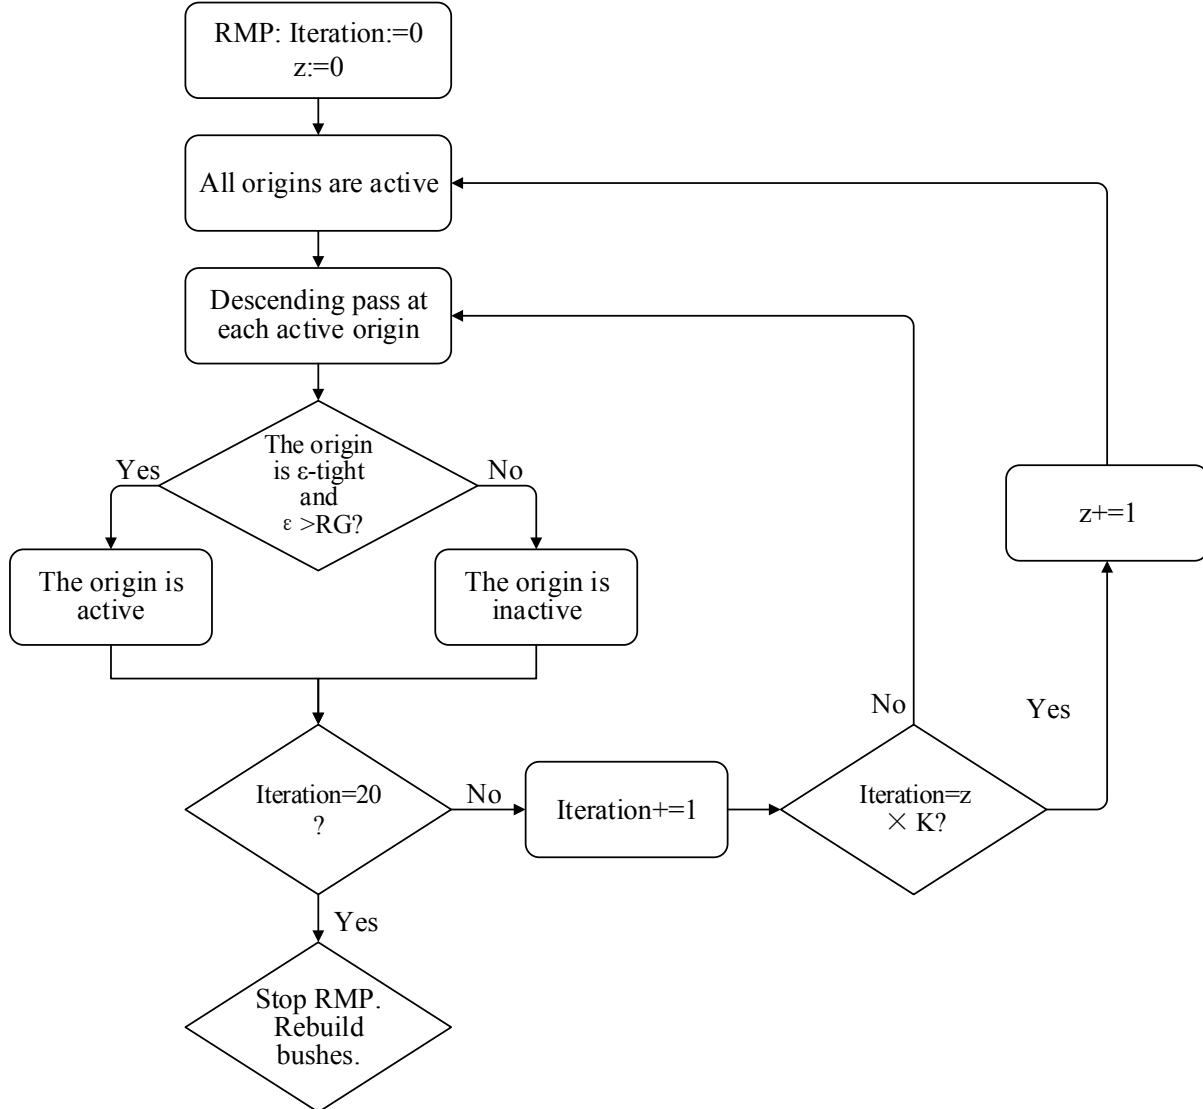 RMP: Iteration:=0
z:=0
All origins are active
Descending pass at
each active origin
The origin
is ε-tight
and
ε >RG?
Yes
No
The origin is
active
The origin is
inactive
z+=1
Iteration=20
?
No
Iteration+=1
Iteration=z
× K?
No
Yes
Yes
Stop RMP.
Rebuild
bushes.